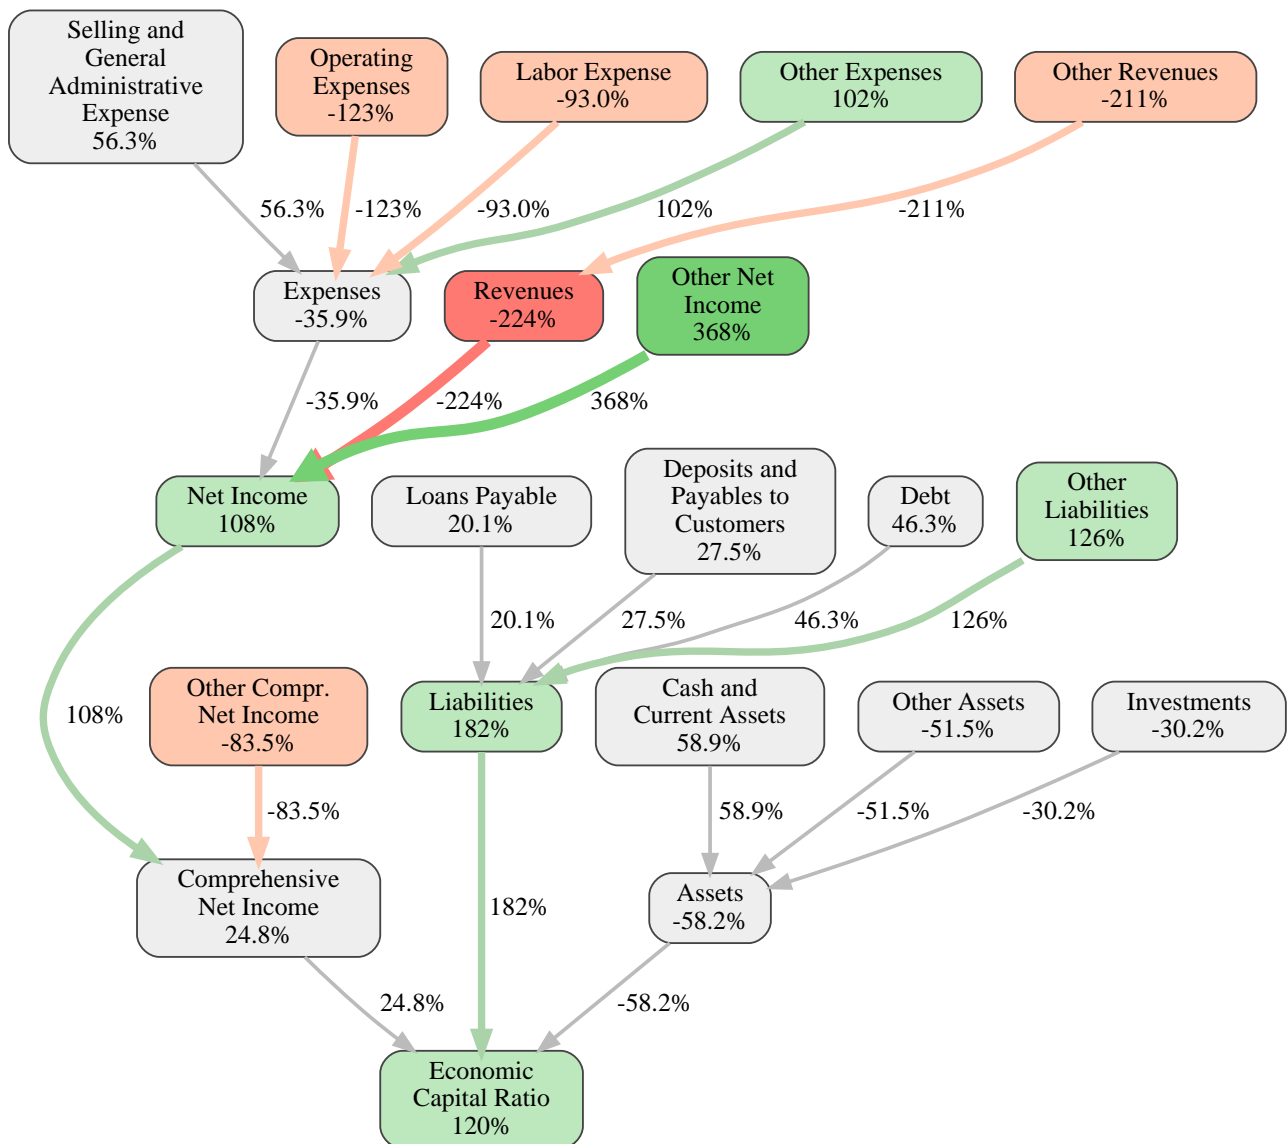 Selling and
General
Administrative
Expense
56.3%
Operating
Expenses
-123%
Labor Expense
-93.0%
Other Expenses
102%
Other Revenues
-211%
56.3%
-123%
-93.0%
102%
-211%
Expenses
-35.9%
Revenues
-224%
Other Net
Income
368%
-35.9%
-224%
368%
Net Income
108%
Loans Payable
20.1%
Deposits and
Payables to
Customers
27.5%
Debt
46.3%
Other
Liabilities
126%
20.1%
27.5%
46.3%
126%
108%
Other Compr.
Net Income
-83.5%
Liabilities
182%
Cash and
Current Assets
58.9%
Other Assets
-51.5%
Investments
-30.2%
-83.5%
58.9%
-51.5%
-30.2%
Comprehensive
Net Income
24.8%
182%
Assets
-58.2%
24.8%
-58.2%
Economic
Capital Ratio
120%